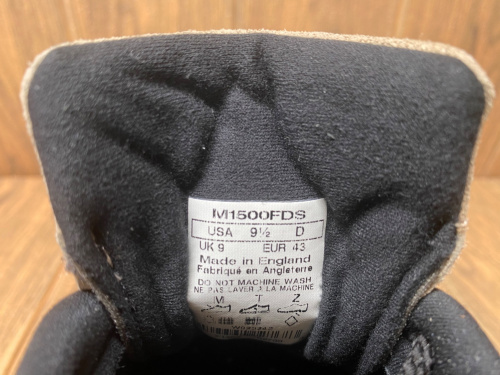 M1500FDS
USA 9½ D
UK 9 EUR 43
Made in England
Fabriqué en Angleterre
DO NOT MACHINE WASH
NE PAS LAVER À LA MACHINE
M T Z